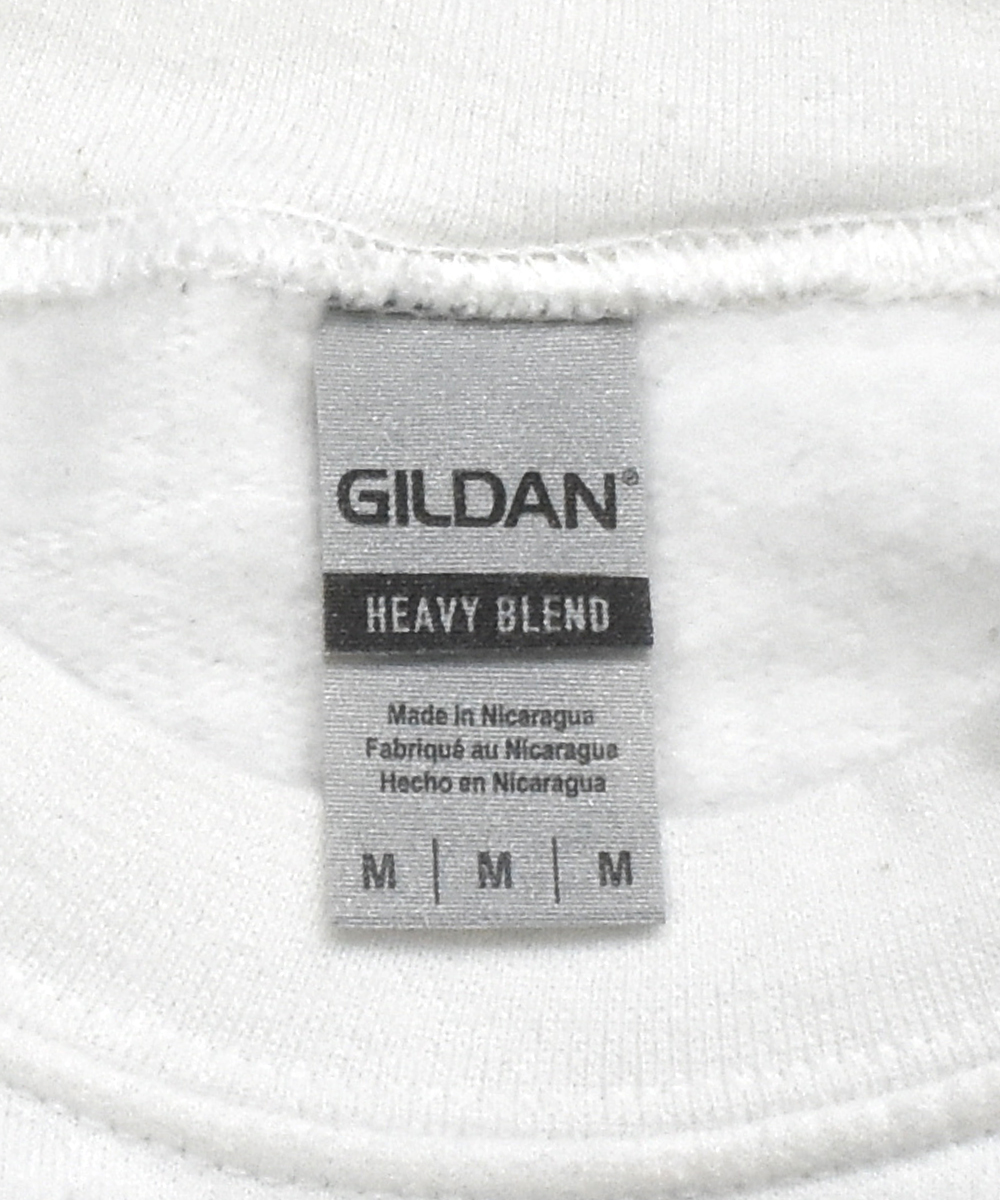 GILDAN®
HEAVY BLEND
Made in Nicaragua
Fabriqué au Nicaragua
Hecho en Nicaragua
M | M | M